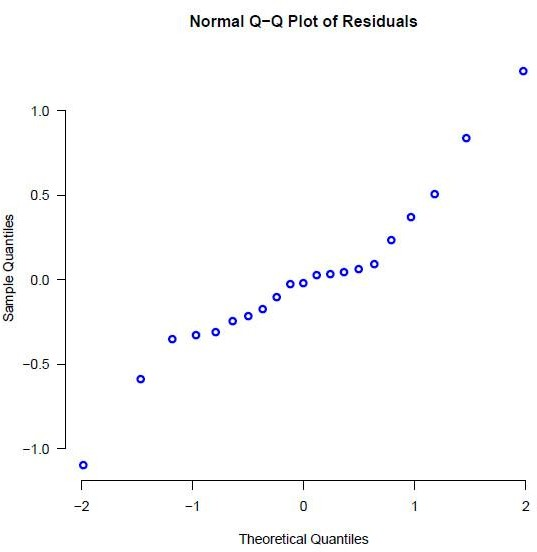 Normal Q−Q Plot of Residuals
1.0
0.5
0.0
−0.5
−1.0
Sample Quantiles
−2 −1 0 1 2
Theoretical Quantiles